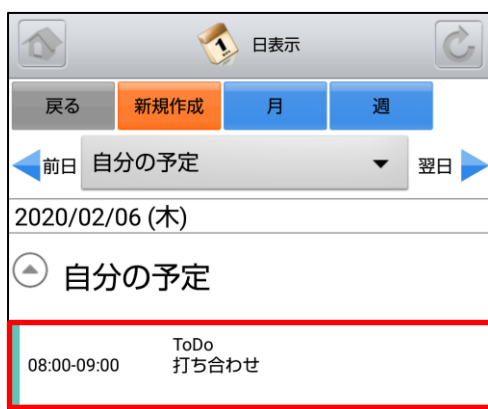 日表示
戻る 新規作成 月 週
前日 自分の予定 翌日
2020/02/06 (木)
自分の予定
ToDo
08:00-09:00 打ち合わせ